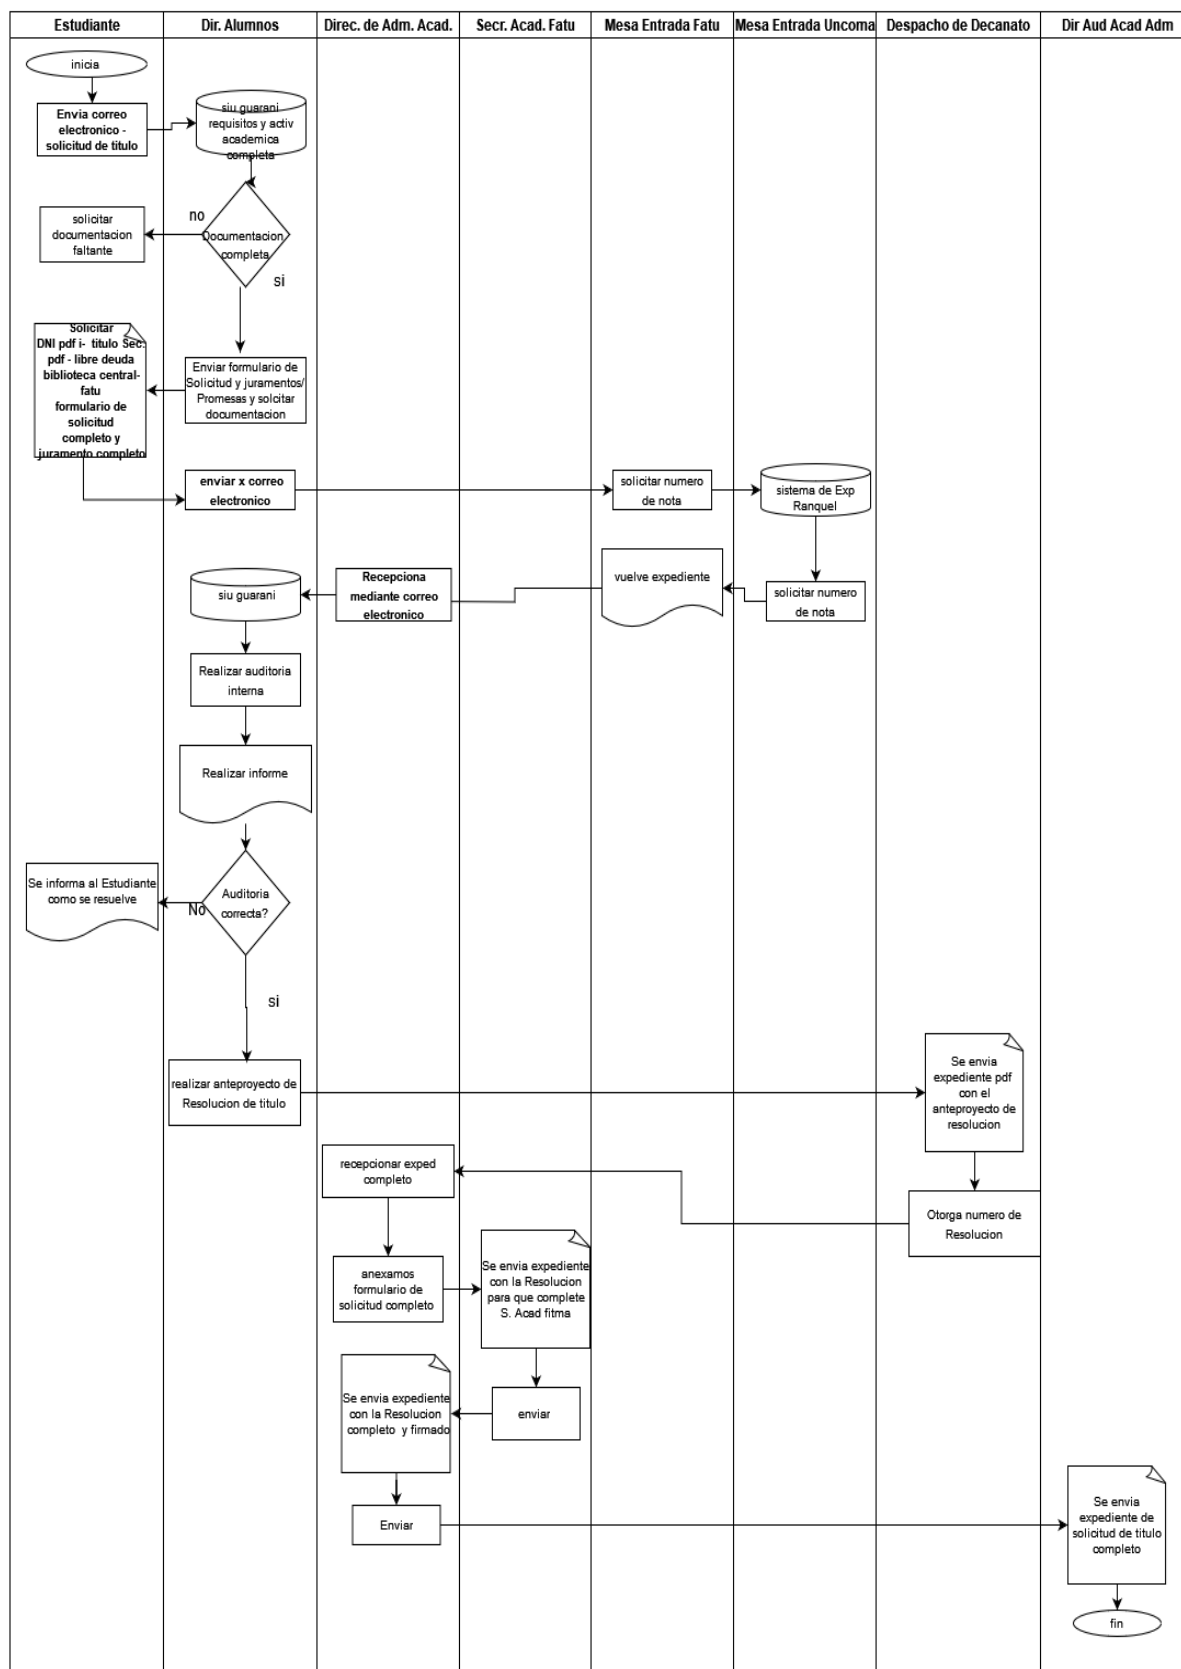 Estudiante
Dir. Alumnos
Direc. de Adm. Acad.
Secr. Acad. Fatu
Mesa Entrada Fatu
Mesa Entrada Uncoma
Despacho de Decanato
Dir Aud Acad Adm
inicia
Envia correo
electronico -
solicitud de titulo
siu guarani
requisitos y activ
academica
completa
no
solicitar
documentacion
faltante
Documentacion
completa
si
Solicitar
DNI pdf i- titulo Sec.
pdf - libre deuda
biblioteca central-
fatu
formulario de
solicitud
completo y
juramento completo
Enviar formulario de
Solicitud y juramentos/
Promesas y solcitar
documentacion
enviar x correo
electronico
solicitar numero
de nota
sistema de Exp
Ranquel
solicitar numero
de nota
vuelve expediente
Recepciona
mediante correo
electronico
siu guarani
Realizar auditoria
interna
Realizar informe
Se informa al Estudiante
como se resuelve
No
Auditoria
correcta?
si
realizar anteproyecto de
Resolucion de titulo
Se envia
expediente pdf
con el
anteproyecto de
resolucion
recepcionar exped
completo
Otorga numero de
Resolucion
anexamos
formulario de
solicitud completo
Se envia expediente
con la Resolucion
para que complete
S. Acad fitma
Se envia expediente
con la Resolucion
completo y firmado
enviar
Enviar
Se envia
expediente de
solicitud de titulo
completo
fin